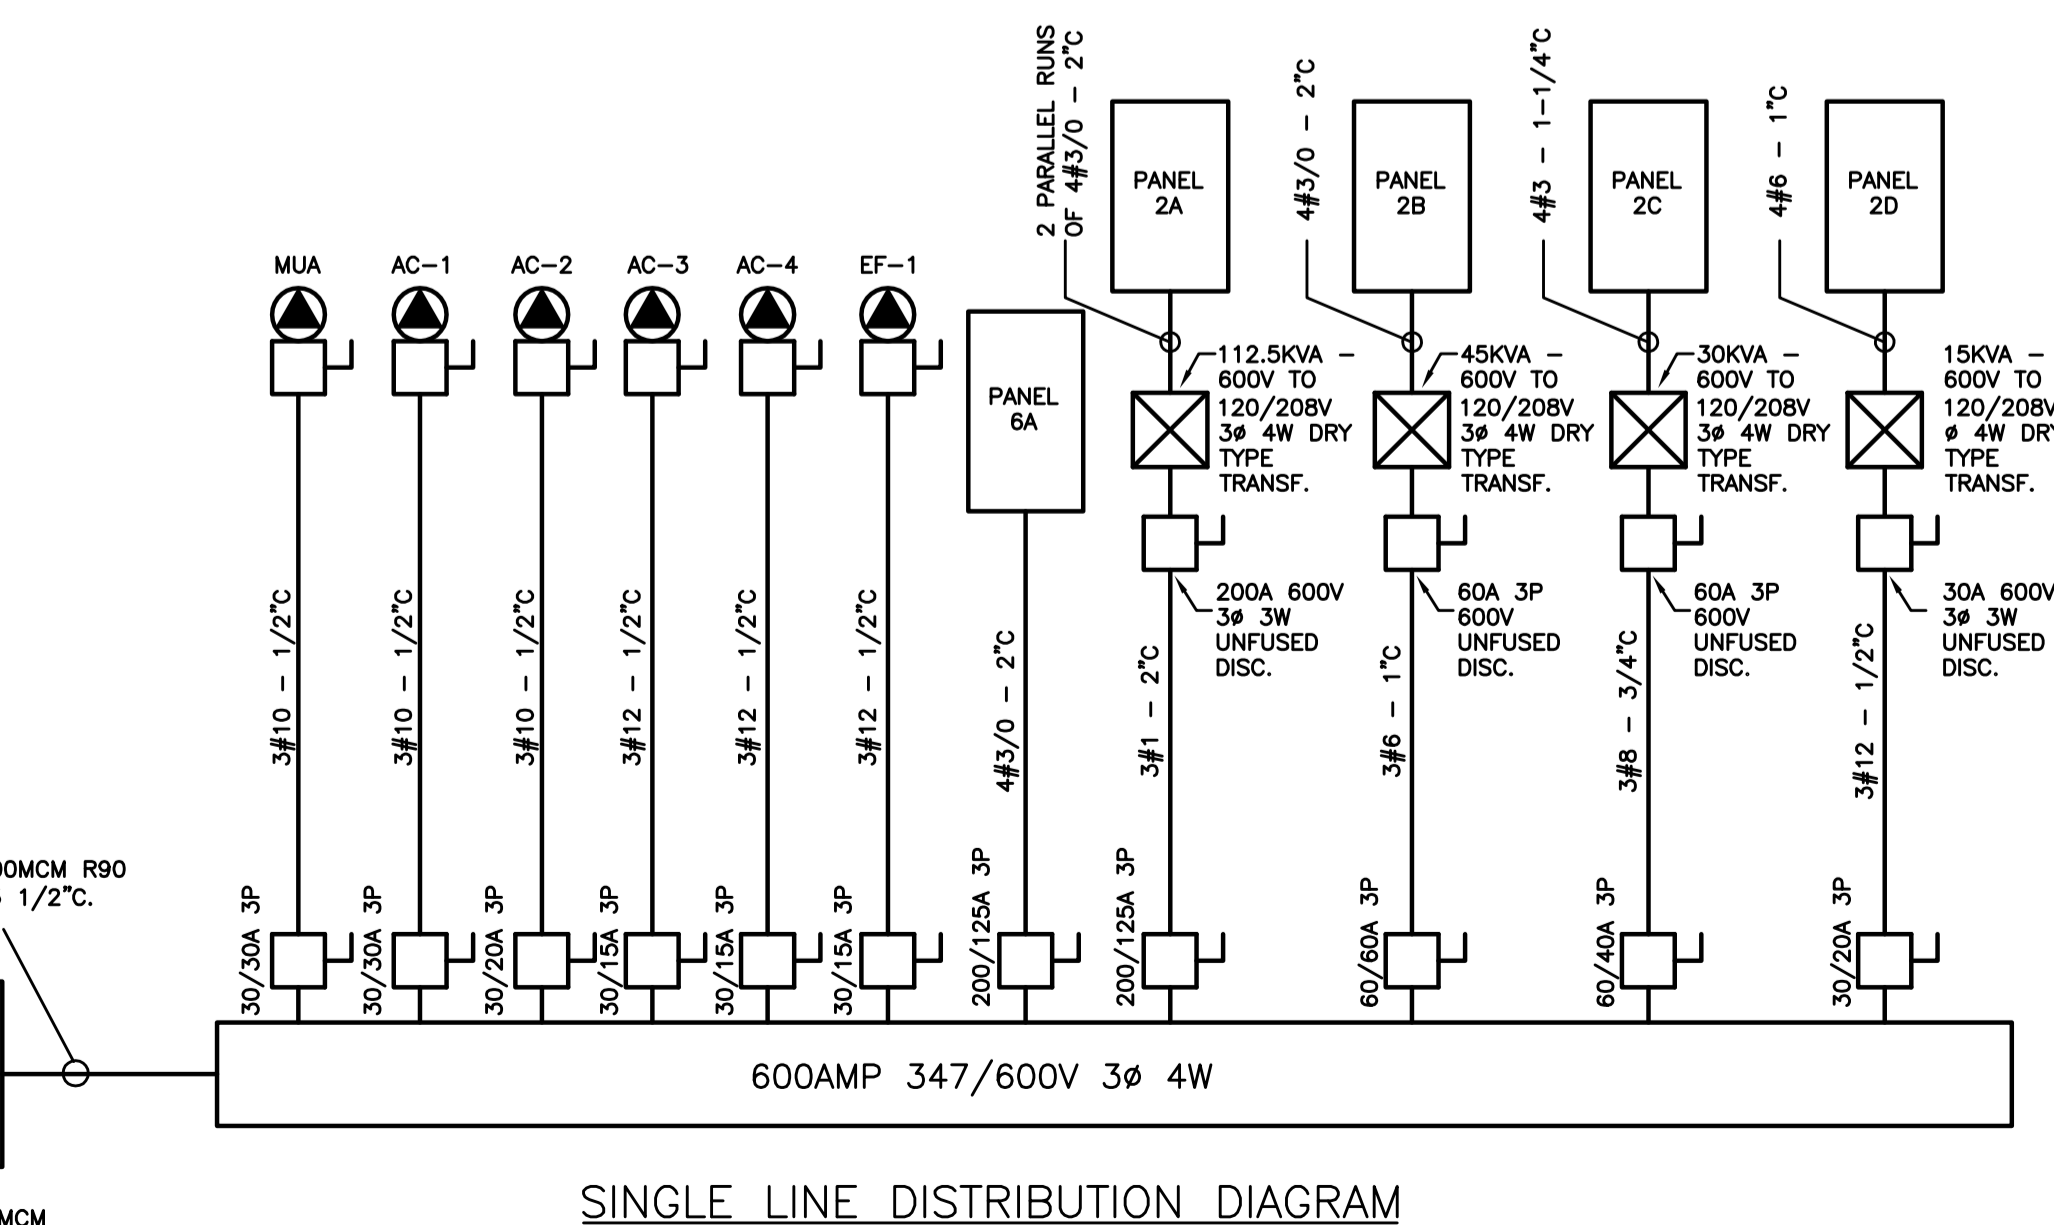 2 PARALLEL RUNS
OF 4#3/0 - 2"C
4#3/0 - 2"C
4#3 - 1-1/4"C
4#6 - 1"C
PANEL
2A
PANEL
2B
PANEL
2C
PANEL
2D
MUA
AC-1
AC-2
AC-3
AC-4
EF-1
PANEL
6A
112.5KVA -
600V TO
120/208V
3ø 4W DRY
TYPE
TRANSF.
45KVA -
600V TO
120/208V
3ø 4W DRY
TYPE
TRANSF.
30KVA -
600V TO
120/208V
3ø 4W DRY
TYPE
TRANSF.
15KVA -
600V TO
120/208V
ø 4W DRY
TYPE
TRANSF.
200A 600V
3ø 3W
UNFUSED
DISC.
60A 3P
600V
UNFUSED
DISC.
60A 3P
600V
UNFUSED
DISC.
30A 600V
3ø 3W
UNFUSED
DISC.
3#10 - 1/2"C
3#10 - 1/2"C
3#10 - 1/2"C
3#12 - 1/2"C
3#12 - 1/2"C
3#12 - 1/2"C
4#3/0 - 2"C
3#1 - 2"C
3#6 - 1"C
3#8 - 3/4"C
3#12 - 1/2"C
30/30A 3P
30/30A 3P
30/20A 3P
30/15A 3P
30/15A 3P
30/15A 3P
200/125A 3P
200/125A 3P
60/60A 3P
60/40A 3P
30/20A 3P
0MCM R90
1/2"C.
600AMP 347/600V 3ø 4W
MCM
SINGLE LINE DISTRIBUTION DIAGRAM